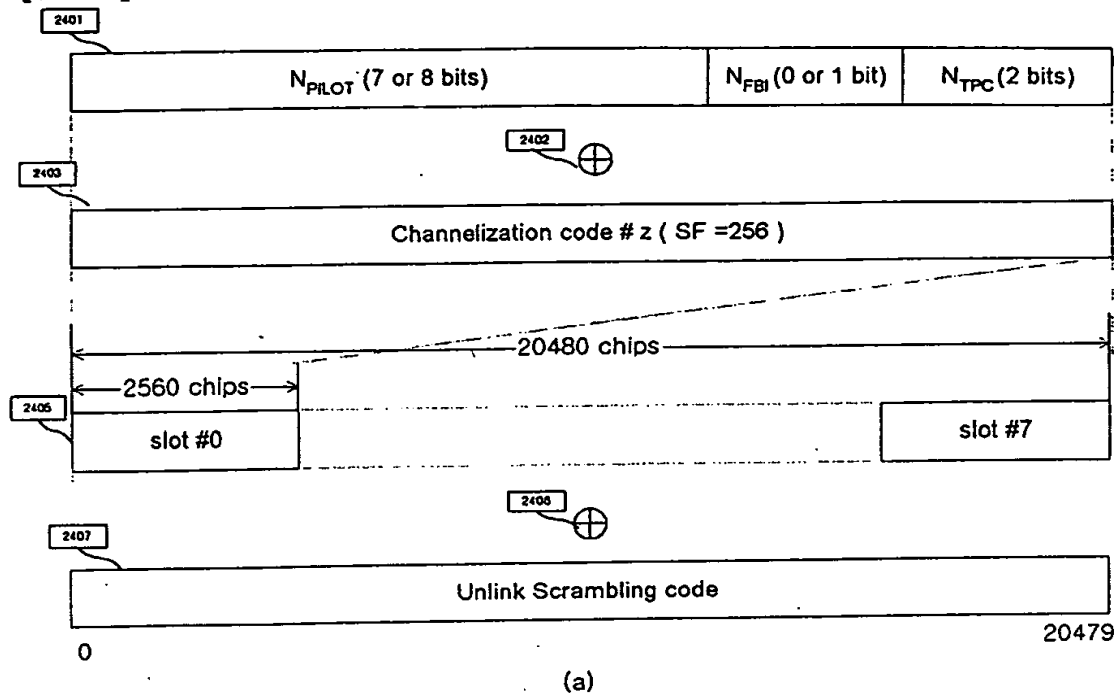 2401
N_PILOT (7 or 8 bits) N_FBI (0 or 1 bit) N_TPC (2 bits)
2402
2403
Channelization code # z ( SF =256 )
20480 chips
2560 chips
2405
slot #0 slot #7
2407
Unlink Scrambling code
0 20479
(a)